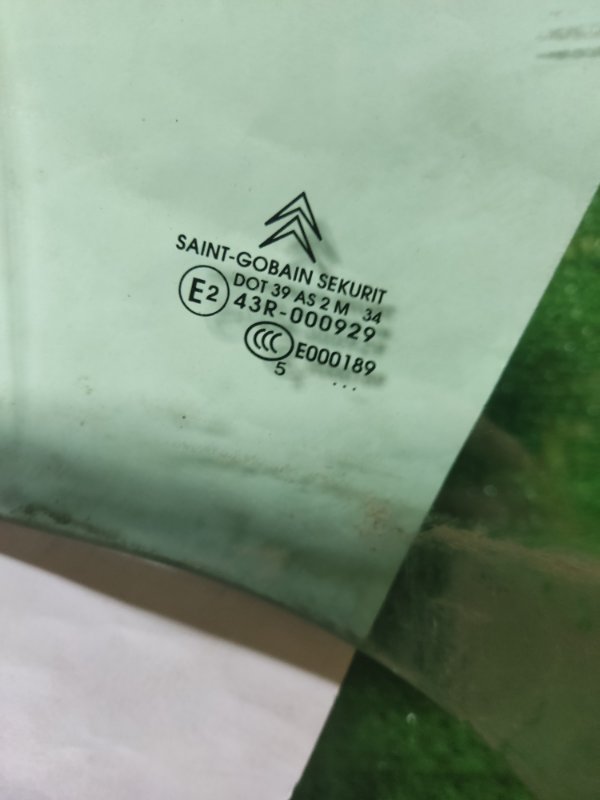 SAINT-GOBAIN SEKURIT
E2 DOT 39 AS 2 M 34
43R-000929
CCC E000189
5 ...